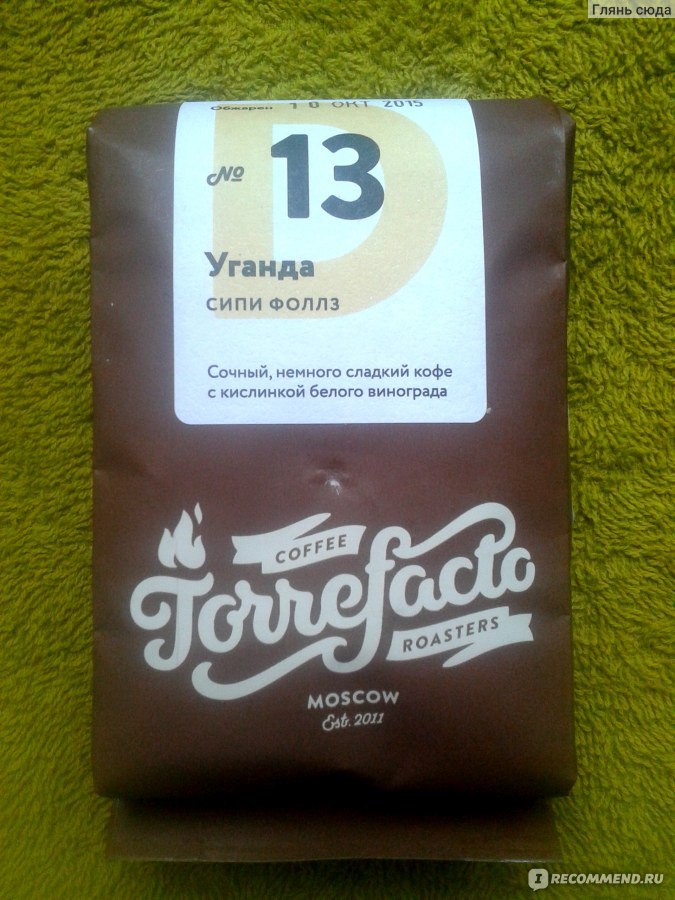 Глянь сюда
Обжарен 10 ОКТ 2015
№ 13
Уганда
СИПИ ФОЛЛЗ
Сочный, немного сладкий кофе
с кислинкой белого винограда
COFFEE
Torrefacto
ROASTERS
MOSCOW
Est. 2011
IRECOMMEND.RU